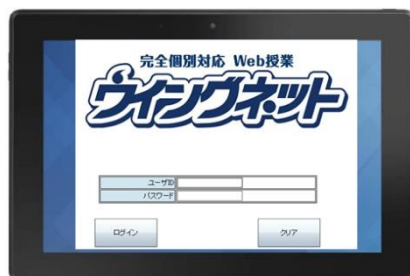 完全個別対応 Web授業
ウイングネット
ユーザID
パスワード
ログイン
クリア